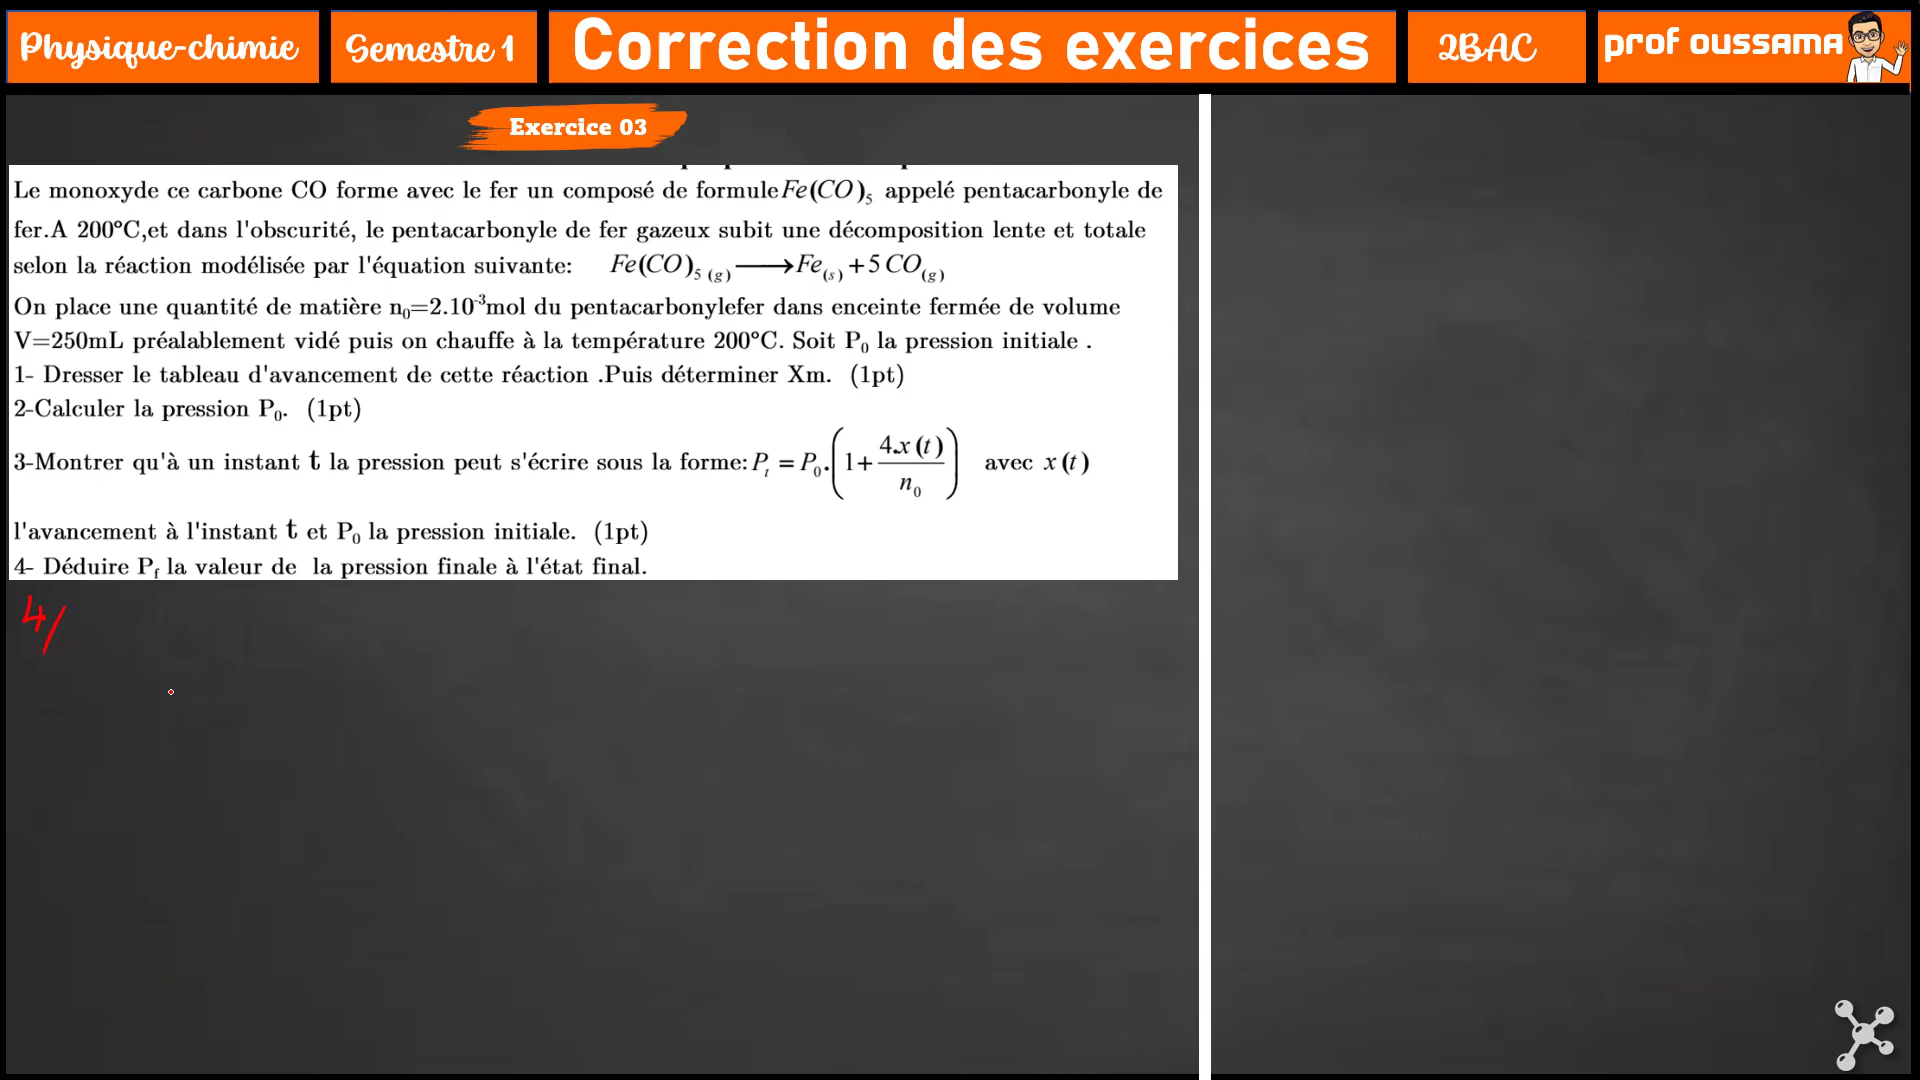 Physique-chimie
Semestre 1
Correction des exercices
2BAC
prof OUSSAMA
Exercice 03
Le monoxyde ce carbone CO forme avec le fer un composé de formule Fe(CO)₅ appelé pentacarbonyle de
fer.A 200°C,et dans l'obscurité, le pentacarbonyle de fer gazeux subit une décomposition lente et totale
selon la réaction modélisée par l'équation suivante: Fe(CO)₅ (g) ⟶ Fe(s) + 5 CO(g)
On place une quantité de matière n₀=2.10⁻³mol du pentacarbonylefer dans enceinte fermée de volume
V=250mL préalablement vidé puis on chauffe à la température 200°C. Soit P₀ la pression initiale .
1- Dresser le tableau d'avancement de cette réaction .Puis déterminer Xm. (1pt)
2-Calculer la pression P₀. (1pt)
3-Montrer qu'à un instant t la pression peut s'écrire sous la forme: Pₜ = P₀.(1+ 4.x(t)/n₀) avec x(t)
l'avancement à l'instant t et P₀ la pression initiale. (1pt)
4- Déduire P_f la valeur de la pression finale à l'état final.
4/